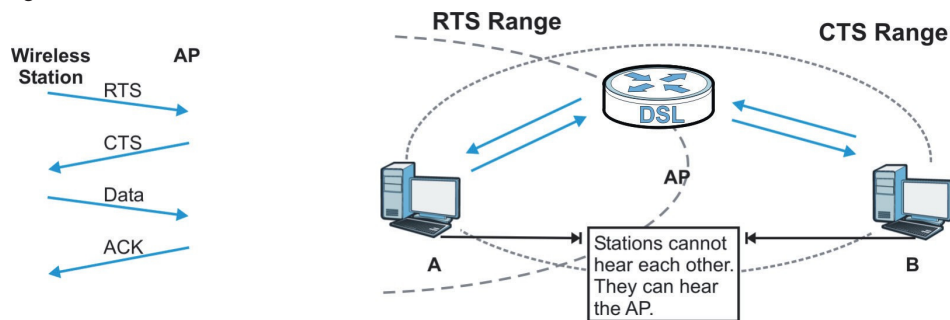 RTS Range
CTS Range
Wireless
Station
AP
RTS
CTS
Data
ACK
DSL
AP
A
B
Stations cannot
hear each other.
They can hear
the AP.